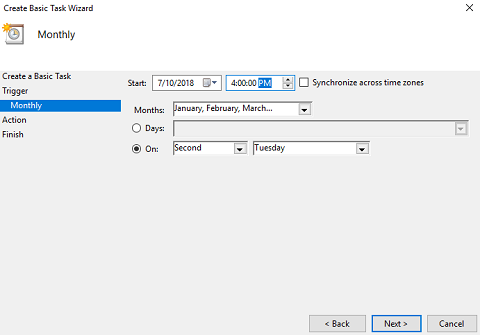 Create Basic Task Wizard
Monthly
Create a Basic Task
Trigger
Monthly
Action
Finish
Start: 7/10/2018 4:00:00 PM Synchronize across time zones
Months: January, February, March...
Days:
On: Second Tuesday
< Back Next > Cancel